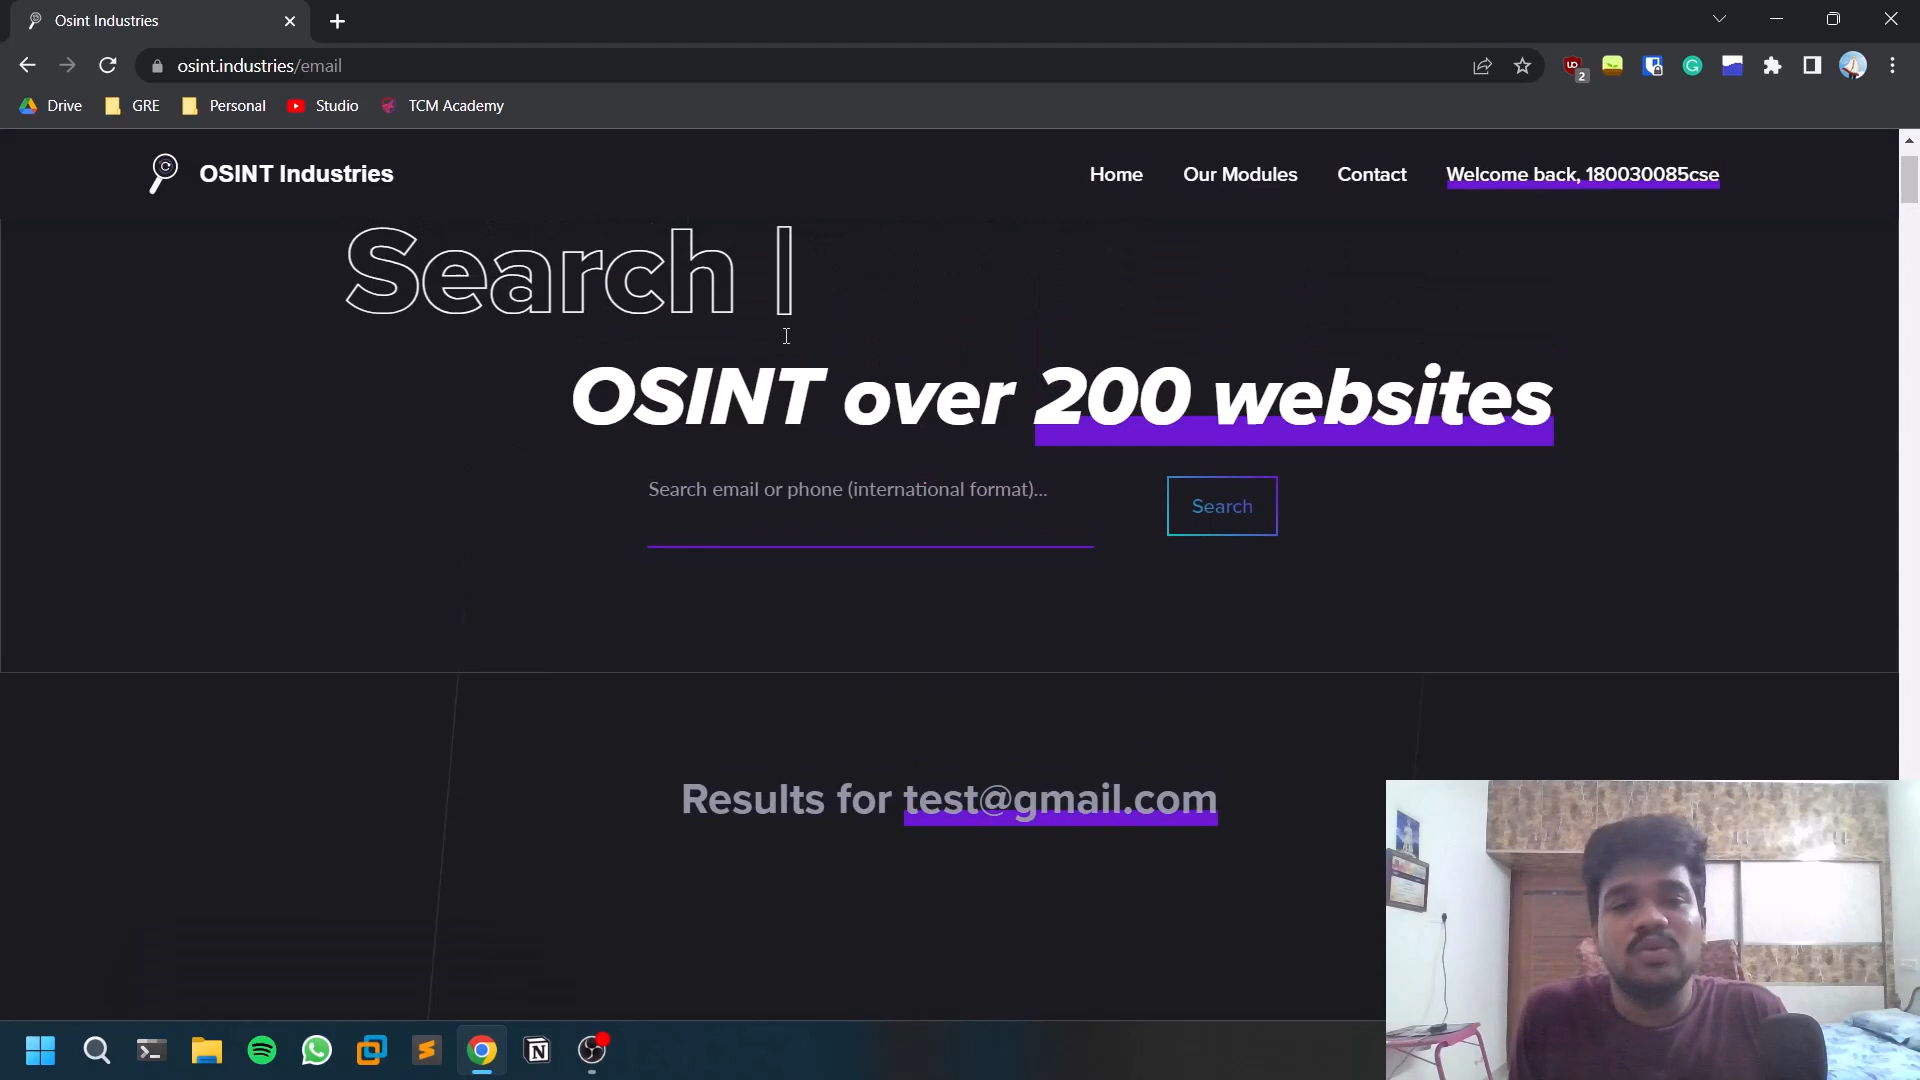 Osint Industries
osint.industries/email
2
Drive GRE Personal Studio TCM Academy
OSINT Industries Home Our Modules Contact Welcome back, 180030085cse
Search |
OSINT over 200 websites
Search email or phone (international format)...
Search
Results for test@gmail.com